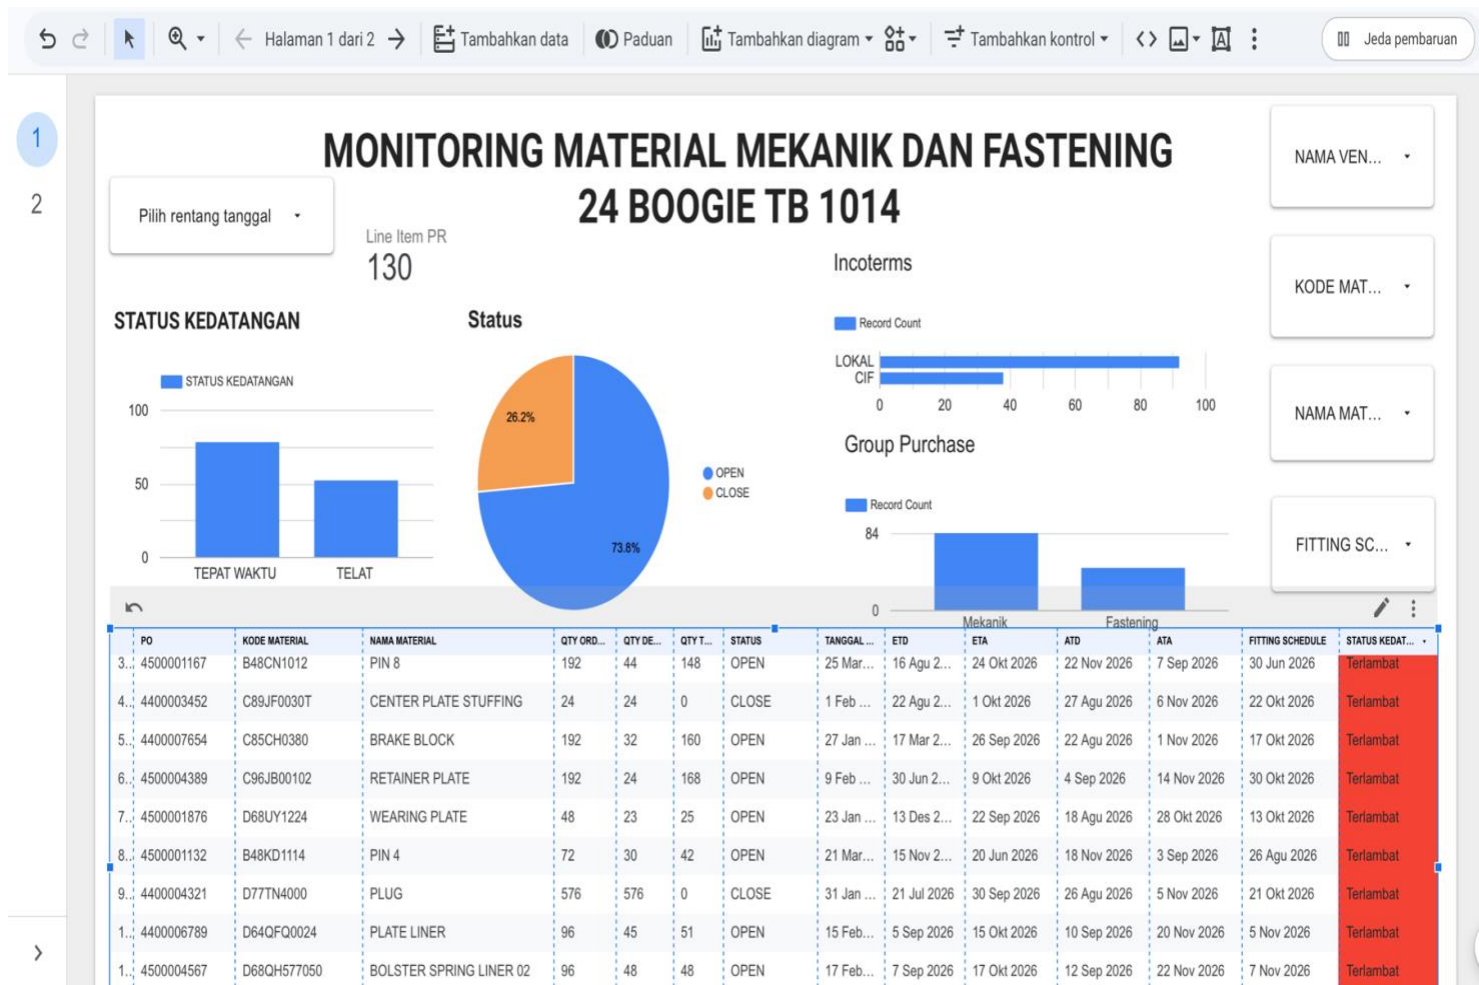 Halaman 1 dari 2
Tambahkan data
Paduan
Tambahkan diagram
Tambahkan kontrol
Jeda pembaruan
1
2
MONITORING MATERIAL MEKANIK DAN FASTENING
24 BOOGIE TB 1014
Pilih rentang tanggal
Line Item PR
130
NAMA VEN...
KODE MAT...
NAMA MAT...
FITTING SC...
STATUS KEDATANGAN
STATUS KEDATANGAN
100
50
0
TEPAT WAKTU TELAT
Status
26.2%
73.8%
OPEN
CLOSE
Incoterms
Record Count
LOKAL
CIF
0 20 40 60 80 100
Group Purchase
Record Count
84
0
Mekanik Fastening
PO KODE MATERIAL NAMA MATERIAL QTY ORD... QTY DE... QTY T... STATUS TANGGAL ... ETD ETA ATD ATA FITTING SCHEDULE STATUS KEDAT...
3.. 4500001167 B48CN1012 PIN 8 192 44 148 OPEN 25 Mar... 16 Agu 2... 24 Okt 2026 22 Nov 2026 7 Sep 2026 30 Jun 2026 Terlambat
4.. 4400003452 C89JF0030T CENTER PLATE STUFFING 24 24 0 CLOSE 1 Feb ... 22 Agu 2... 1 Okt 2026 27 Agu 2026 6 Nov 2026 22 Okt 2026 Terlambat
5.. 4400007654 C85CH0380 BRAKE BLOCK 192 32 160 OPEN 27 Jan ... 17 Mar 2... 26 Sep 2026 22 Agu 2026 1 Nov 2026 17 Okt 2026 Terlambat
6.. 4500004389 C96JB00102 RETAINER PLATE 192 24 168 OPEN 9 Feb ... 30 Jun 2... 9 Okt 2026 4 Sep 2026 14 Nov 2026 30 Okt 2026 Terlambat
7.. 4500001876 D68UY1224 WEARING PLATE 48 23 25 OPEN 23 Jan ... 13 Des 2... 22 Sep 2026 18 Agu 2026 28 Okt 2026 13 Okt 2026 Terlambat
8.. 4500001132 B48KD1114 PIN 4 72 30 42 OPEN 21 Mar... 15 Nov 2... 20 Jun 2026 18 Nov 2026 3 Sep 2026 26 Agu 2026 Terlambat
9.. 4400004321 D77TN4000 PLUG 576 576 0 CLOSE 31 Jan ... 21 Jul 2026 30 Sep 2026 26 Agu 2026 5 Nov 2026 21 Okt 2026 Terlambat
1.. 4400006789 D64QFQ0024 PLATE LINER 96 45 51 OPEN 15 Feb... 5 Sep 2026 15 Okt 2026 10 Sep 2026 20 Nov 2026 5 Nov 2026 Terlambat
1.. 4500004567 D68QH577050 BOLSTER SPRING LINER 02 96 48 48 OPEN 17 Feb... 7 Sep 2026 17 Okt 2026 12 Sep 2026 22 Nov 2026 7 Nov 2026 Terlambat